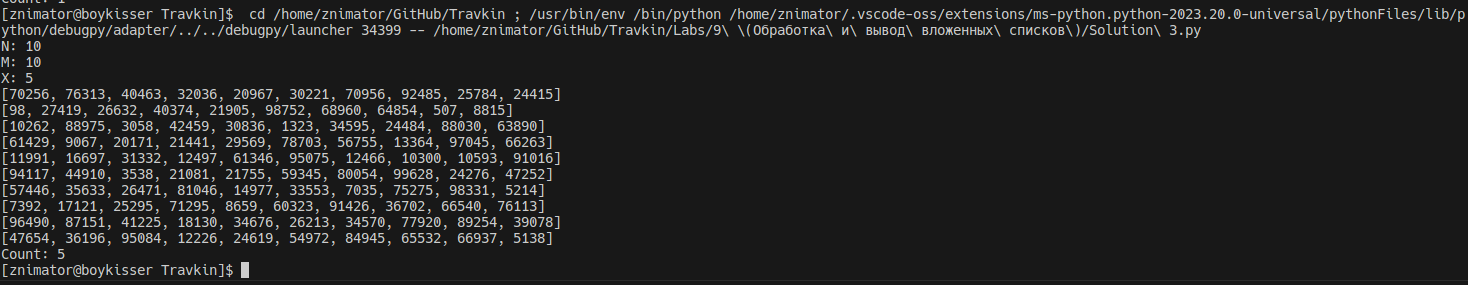 Count: 1
[znimator@boykisser Travkin]$  cd /home/znimator/GitHub/Travkin ; /usr/bin/env /bin/python /home/znimator/.vscode-oss/extensions/ms-python.python-2023.20.0-universal/pythonFiles/lib/p
ython/debugpy/adapter/../../debugpy/launcher 34399 -- /home/znimator/GitHub/Travkin/Labs/9\ \(Обработка\ и\ вывод\ вложенных\ списков\)/Solution\ 3.py
N: 10
M: 10
X: 5
[70256, 76313, 40463, 32036, 20967, 30221, 70956, 92485, 25784, 24415]
[98, 27419, 26632, 40374, 21905, 98752, 68960, 64854, 507, 8815]
[10262, 88975, 3058, 42459, 30836, 1323, 34595, 24484, 88030, 63890]
[61429, 9067, 20171, 21441, 29569, 78703, 56755, 13364, 97045, 66263]
[11991, 16697, 31332, 12497, 61346, 95075, 12466, 10300, 10593, 91016]
[94117, 44910, 3538, 21081, 21755, 59345, 80054, 99628, 24276, 47252]
[57446, 35633, 26471, 81046, 14977, 33553, 7035, 75275, 98331, 5214]
[7392, 17121, 25295, 71295, 8659, 60323, 91426, 36702, 66540, 76113]
[96490, 87151, 41225, 18130, 34676, 26213, 34570, 77920, 89254, 39078]
[47654, 36196, 95084, 12226, 24619, 54972, 84945, 65532, 66937, 5138]
Count: 5
[znimator@boykisser Travkin]$